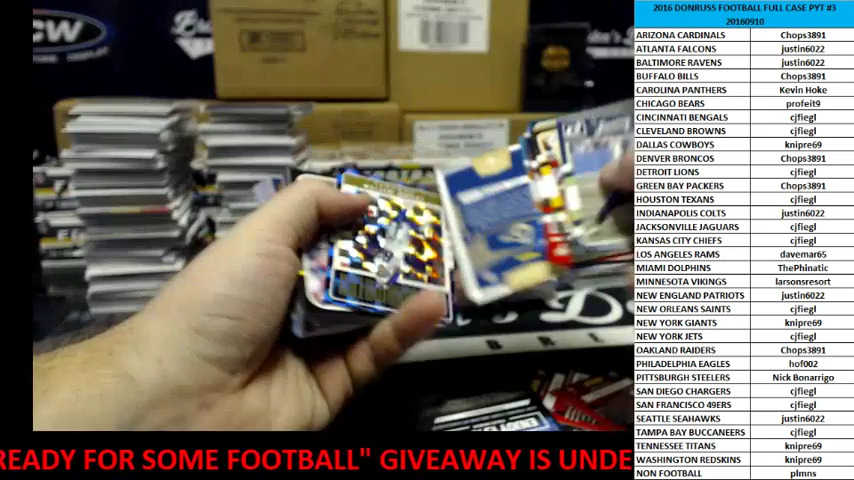 2016 DONRUSS FOOTBALL FULL CASE PYT #3
20160910
ARIZONA CARDINALS Chops3891
ATLANTA FALCONS justin6022
BALTIMORE RAVENS justin6022
BUFFALO BILLS Chops3891
CAROLINA PANTHERS Kevin Hoke
CHICAGO BEARS profeit9
CINCINNATI BENGALS cjfiegl
CLEVELAND BROWNS cjfiegl
DALLAS COWBOYS knipre69
DENVER BRONCOS Chops3891
DETROIT LIONS cjfiegl
GREEN BAY PACKERS Chops3891
HOUSTON TEXANS cjfiegl
INDIANAPOLIS COLTS justin6022
JACKSONVILLE JAGUARS cjfiegl
KANSAS CITY CHIEFS cjfiegl
LOS ANGELES RAMS davemar65
MIAMI DOLPHINS ThePhinatic
MINNESOTA VIKINGS larsonsresort
NEW ENGLAND PATRIOTS justin6022
NEW ORLEANS SAINTS cjfiegl
NEW YORK GIANTS knipre69
NEW YORK JETS cjfiegl
OAKLAND RAIDERS Chops3891
PHILADELPHIA EAGLES hof002
PITTSBURGH STEELERS Nick Bonarrigo
SAN DIEGO CHARGERS cjfiegl
SAN FRANCISCO 49ERS cjfiegl
SEATTLE SEAHAWKS justin6022
TAMPA BAY BUCCANEERS cjfiegl
TENNESSEE TITANS knipre69
WASHINGTON REDSKINS knipre69
NON FOOTBALL plmns
CW
B R E
READY FOR SOME FOOTBALL" GIVEAWAY IS UNDE